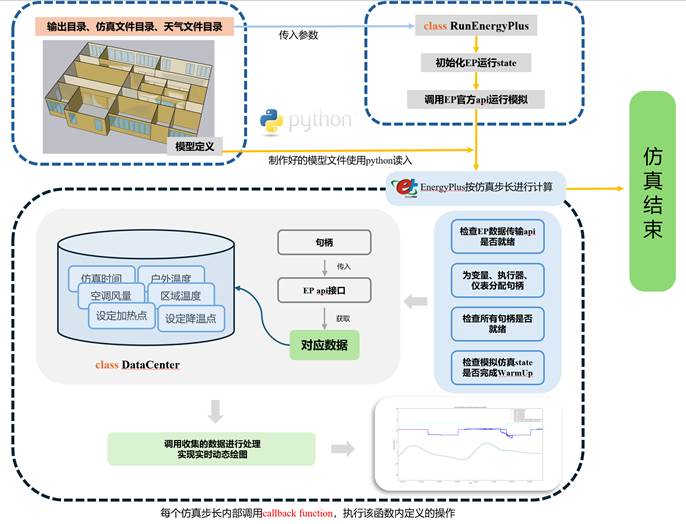 输出目录、仿真文件目录、天气文件目录
模型定义
传入参数
python
制作好的模型文件使用python读入
class RunEnergyPlus
初始化EP运行state
调用EP官方api运行模拟
EnergyPlus按仿真步长进行计算
仿真结束
检查EP数据传输api
是否就绪
为变量、执行器、
仪表分配句柄
检查所有句柄是否
就绪
检查模拟仿真state
是否完成WarmUp
句柄
传入
EP api接口
获取
对应数据
仿真时间
户外温度
空调风量
区域温度
设定加热点
设定降温点
class DataCenter
调用收集的数据进行处理
实现实时动态绘图
每个仿真步长内部调用callback function，执行该函数内定义的操作